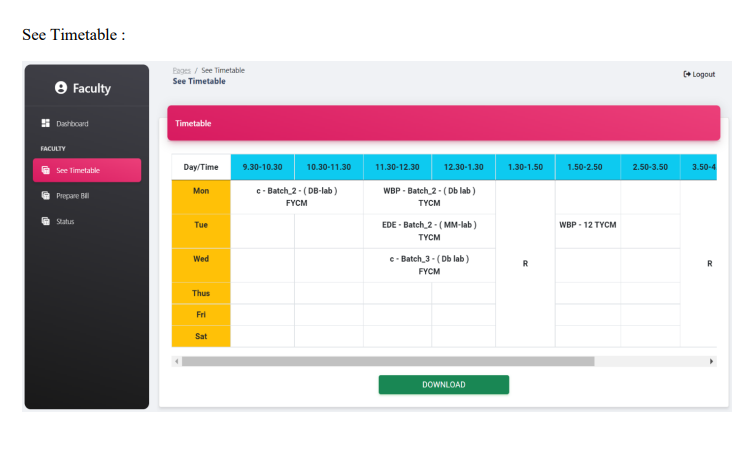 See Timetable :
Faculty
Dashboard
FACULTY
See Timetable
Prepare Bill
Status
Pages / See Timetable
See Timetable
Logout
Timetable
Day/Time 9.30-10.30 10.30-11.30 11.30-12.30 12.30-1.30 1.30-1.50 1.50-2.50 2.50-3.50 3.50-4
Mon c - Batch_2 - ( DB-lab ) WBP - Batch_2 - ( Db lab )
FYCM TYCM
Tue EDE - Batch_2 - ( MM-lab ) WBP - 12 TYCM
TYCM
Wed c - Batch_3 - ( Db lab ) R R
FYCM
Thus
Fri
Sat
DOWNLOAD